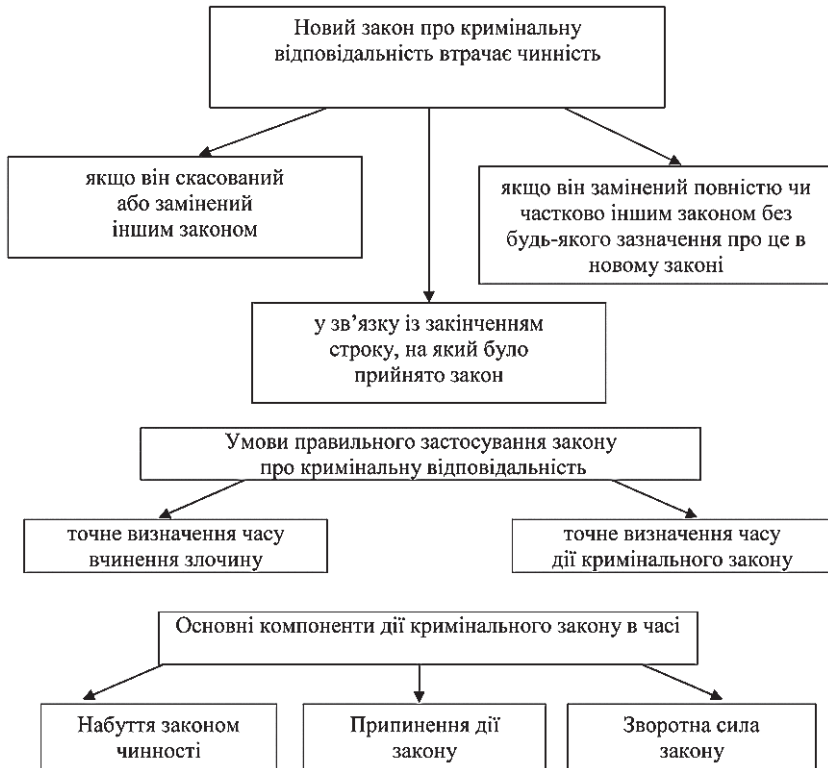 Новий закон про кримінальну
відповідальність втрачає чинність
якщо він скасований
або замінений
іншим законом
якщо він замінений повністю чи
частково іншим законом без
будь-якого зазначення про це в
новому законі
у зв’язку із закінченням
строку, на який було
прийнято закон
Умови правильного застосування закону
про кримінальну відповідальність
точне визначення часу
вчинення злочину
точне визначення часу
дії кримінального закону
Основні компоненти дії кримінального закону в часі
Набуття законом
чинності
Припинення дії
закону
Зворотна сила
закону